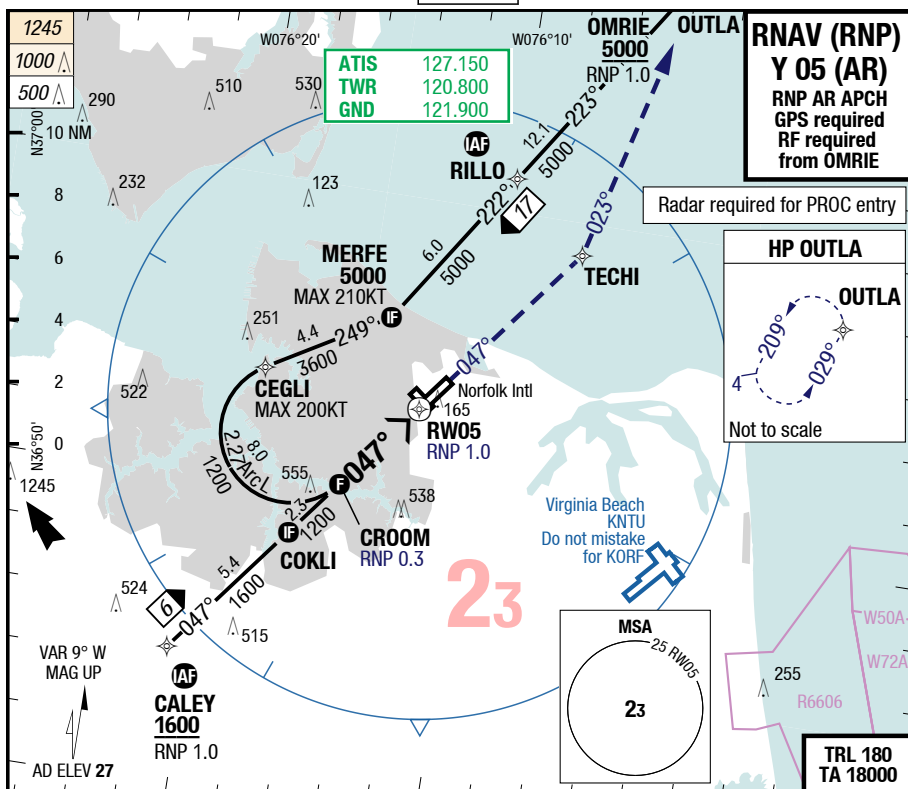 1245
1000
500
W076°20'
W076°10'
OMRIE
5000
RNP 1.0
OUTLA
RNAV (RNP)
Y 05 (AR)
RNP AR APCH
GPS required
RF required
from OMRIE
ATIS 127.150
TWR 120.800
GND 121.900
290
510
530
N37°00'
10 NM
223°
12.1
5000
IAF
RILLO
222°
17
232
123
8
Radar required for PROC entry
023°
6.0
5000
6
MERFE
5000
MAX 210KT
IF
TECHI
HP OUTLA
OUTLA
209°
029°
4
Not to scale
4
251
4.4
249°
3600
CEGLI
MAX 200KT
047°
Norfolk Intl
165
RW05
RNP 1.0
2
522
N36°50'
0
8.0
2.27 Arc L
1200
047°
555
F
538
1245
2.3
1200
IF
COKLI
CROOM
RNP 0.3
Virginia Beach
KNTU
Do not mistake
for KORF
23
5.4
1600
047°
6
524
515
IAF
CALEY
1600
RNP 1.0
VAR 9° W
MAG UP
AD ELEV 27
MSA
25 RW05
23
W50A
W72A
R6606
255
TRL 180
TA 18000